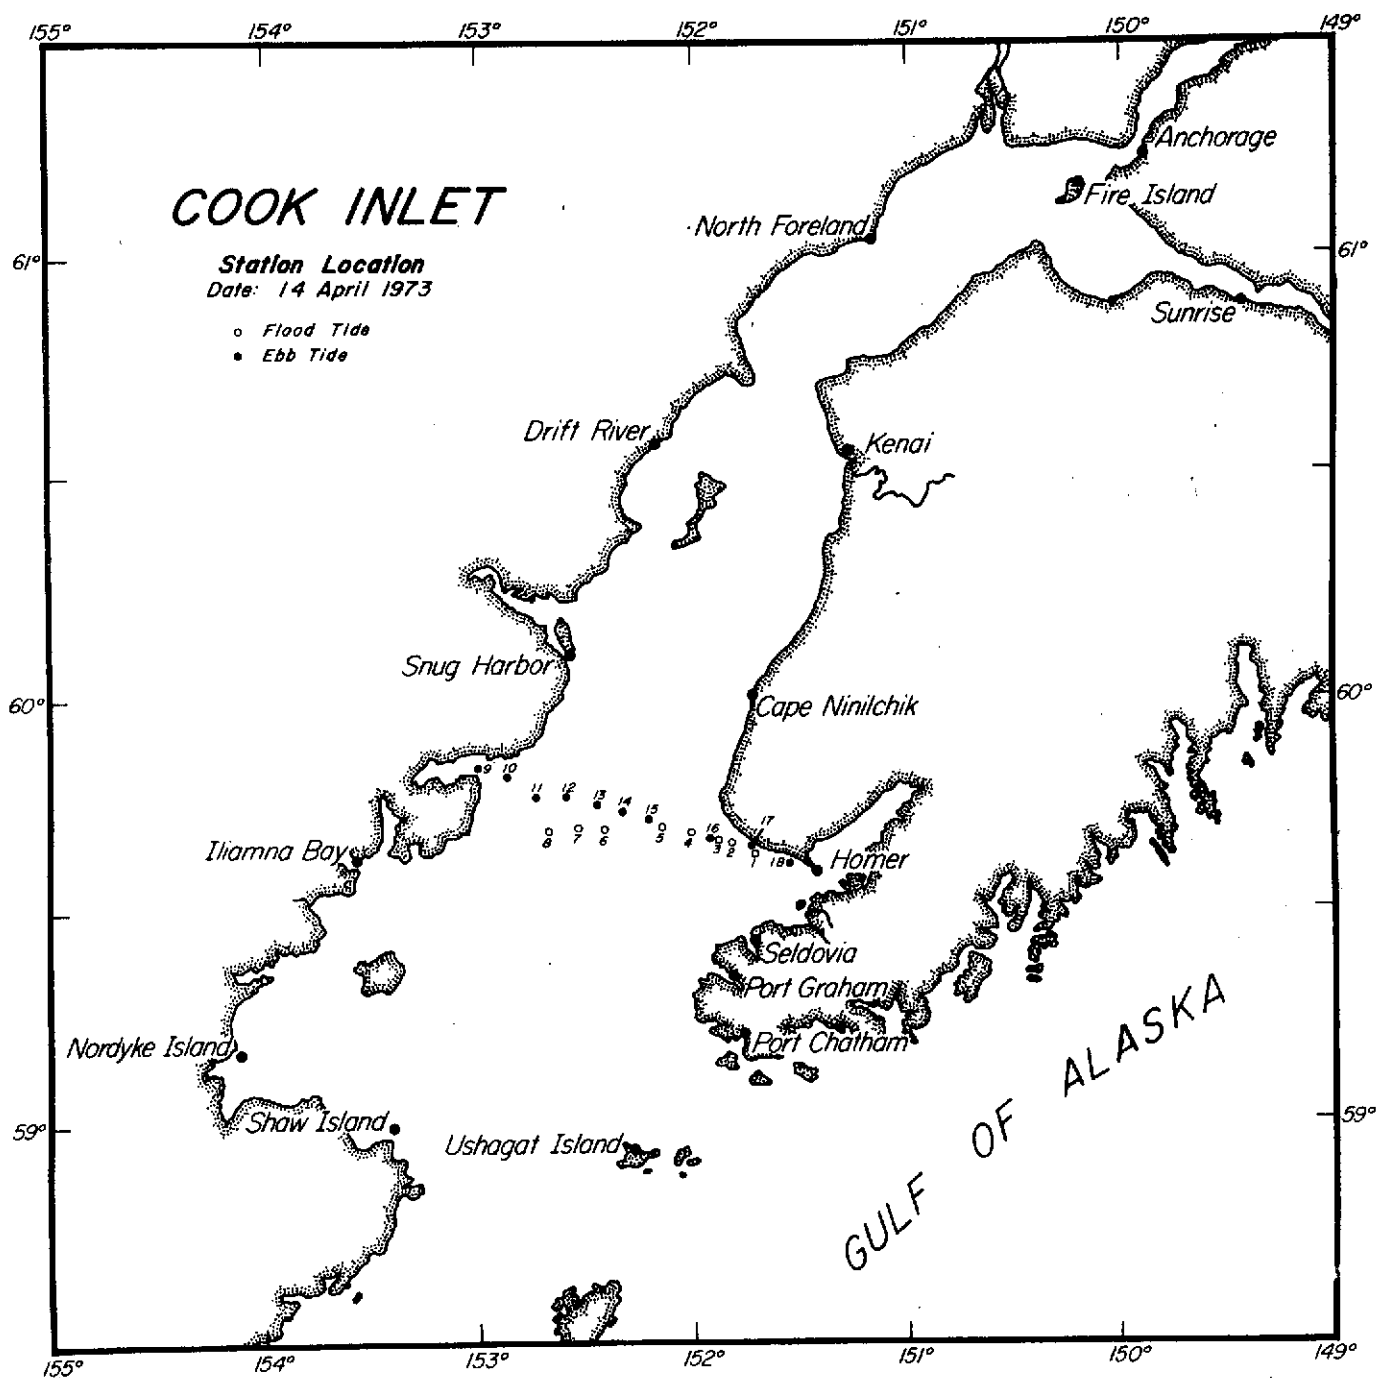 155° 154° 153° 152° 151° 150° 149°
Anchorage
Fire Island
COOK INLET
North Foreland
61° 61°
Station Location
Date: 14 April 1973
Sunrise
○ Flood Tide
● Ebb Tide
Drift River
Kenai
Snug Harbor
60° 60°
Cape Ninilchik
9 10
11 12 13 14 15 16 17
8 7 6 5 4 3 2 1 18
Iliamna Bay
Homer
Seldovia
Port Graham
Nordyke Island
Port Chatham
GULF OF ALASKA
Shaw Island
59° 59°
Ushagat Island
155° 154° 153° 152° 151° 150° 149°